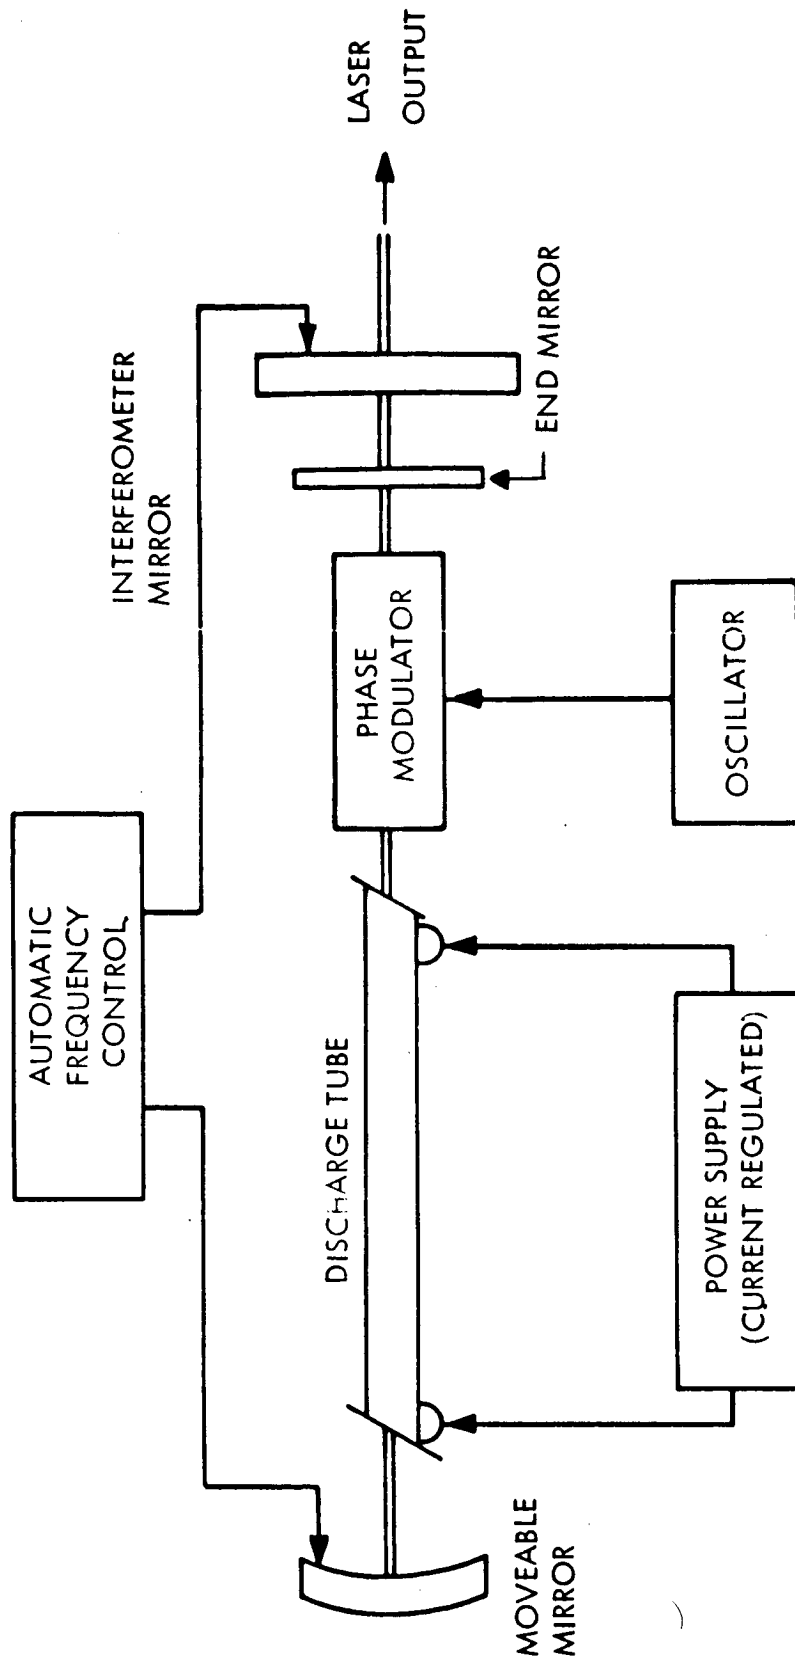 AUTOMATIC
FREQUENCY
CONTROL
INTERFEROMETER
MIRROR
LASER
OUTPUT
DISCHARGE TUBE
PHASE
MODULATOR
END MIRROR
MOVEABLE
MIRROR
POWER SUPPLY
(CURRENT REGULATED)
OSCILLATOR